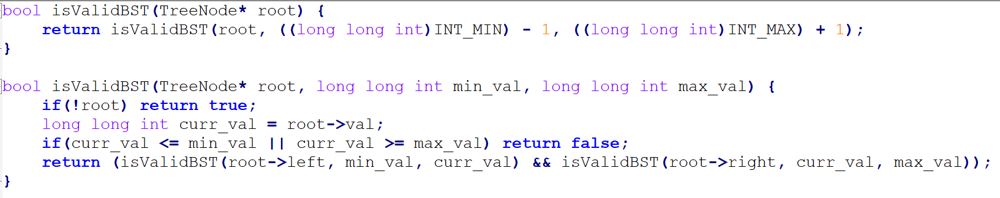 bool isValidBST(TreeNode* root) {
    return isValidBST(root, ((long long int)INT_MIN) - 1, ((long long int)INT_MAX) + 1);
}

bool isValidBST(TreeNode* root, long long int min_val, long long int max_val) {
    if(!root) return true;
    long long int curr_val = root->val;
    if(curr_val <= min_val || curr_val >= max_val) return false;
    return (isValidBST(root->left, min_val, curr_val) && isValidBST(root->right, curr_val, max_val));
}